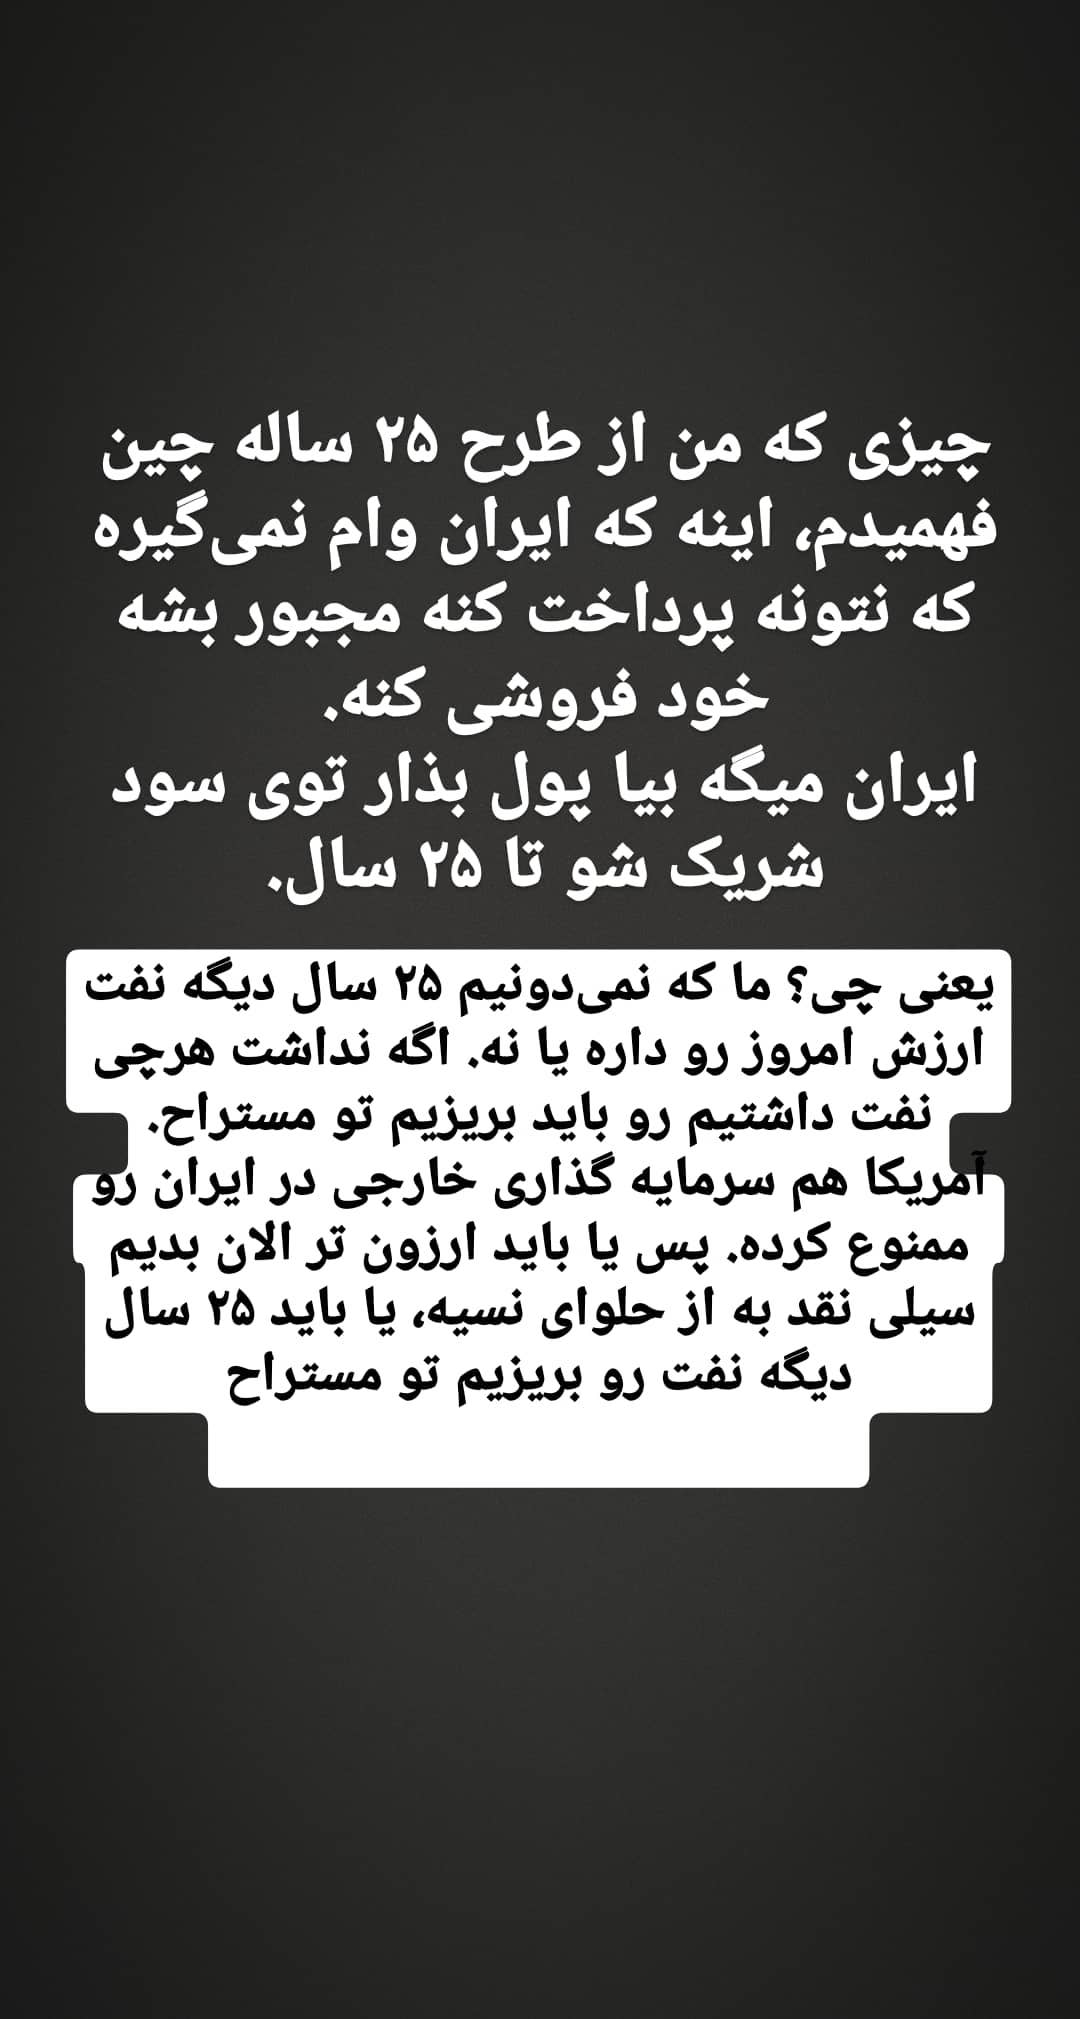 چیزی که من از طرح ۲۵ ساله چین
فهمیدم، اینه که ایران وام نمی‌گیره
که نتونه پرداخت کنه مجبور بشه
خود فروشی کنه.
ایران میگه بیا پول بذار توی سود
شریک شو تا ۲۵ سال.
یعنی چی؟ ما که نمی‌دونیم ۲۵ سال دیگه نفت
ارزش امروز رو داره یا نه. اگه نداشت هرچی
نفت داشتیم رو باید بریزیم تو مستراح.
آمریکا هم سرمایه گذاری خارجی در ایران رو
ممنوع کرده. پس یا باید ارزون تر الان بدیم
سیلی نقد به از حلوای نسیه، یا باید ۲۵ سال
دیگه نفت رو بریزیم تو مستراح